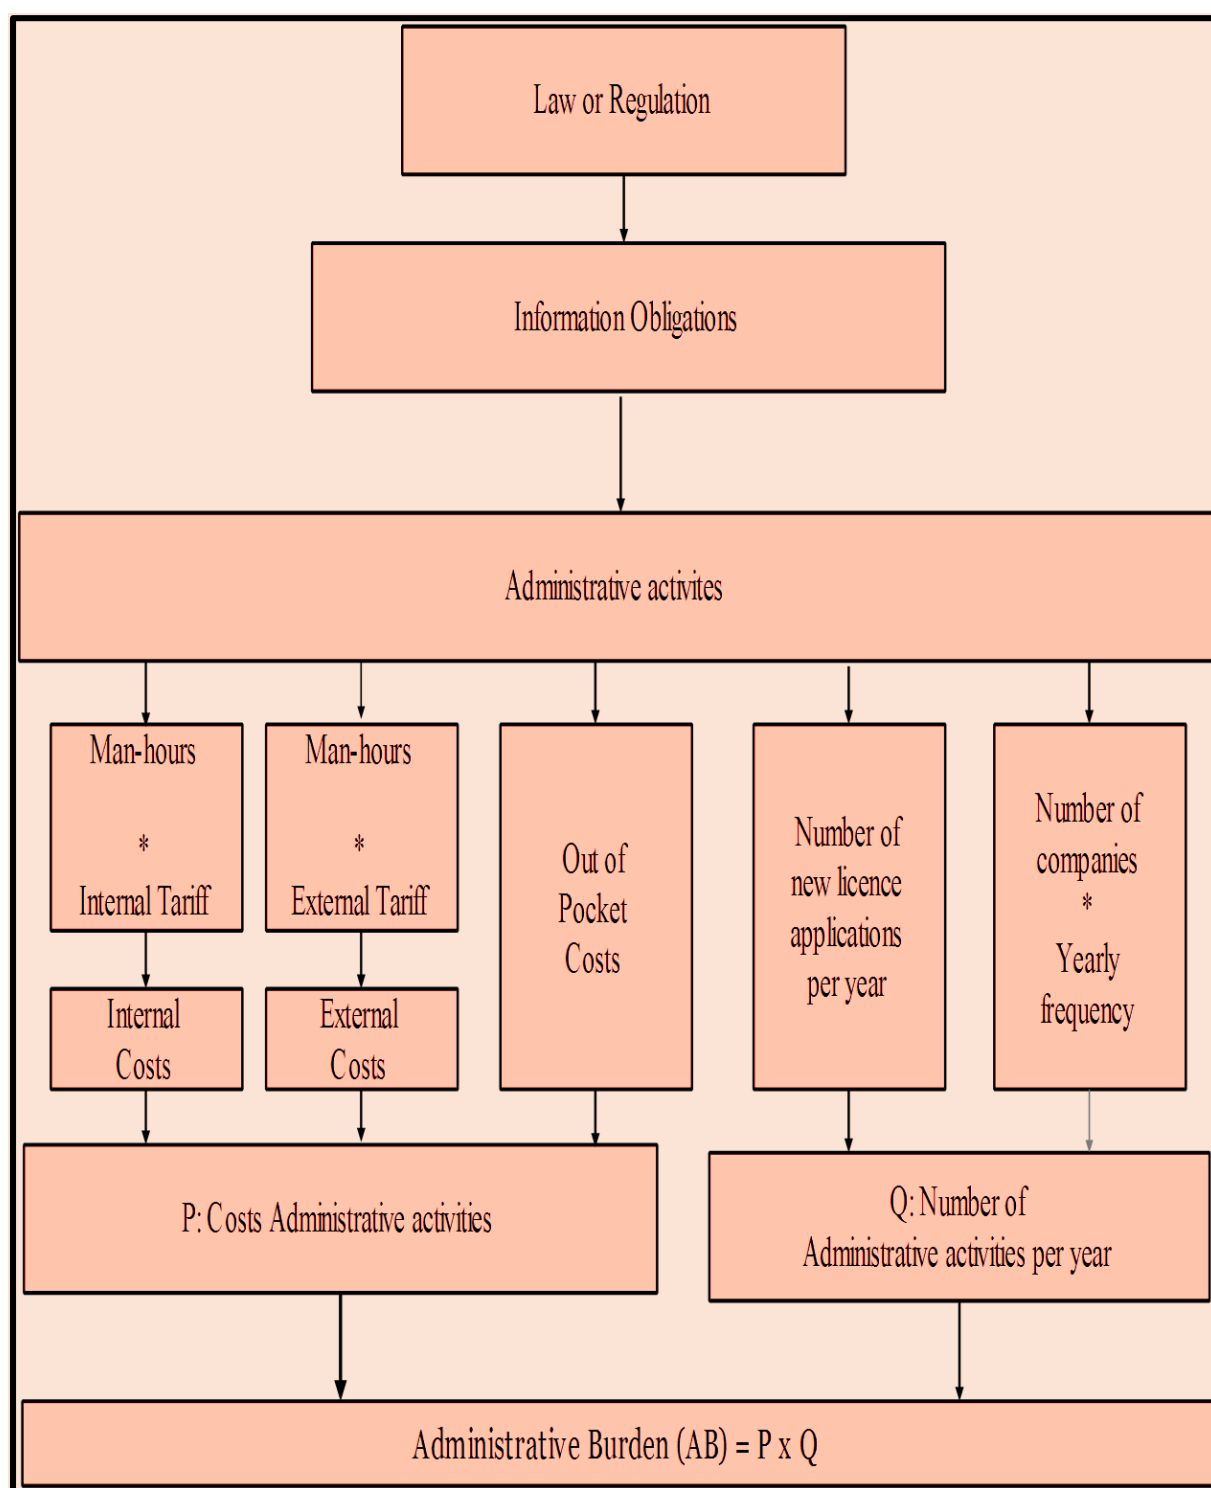 Law or Regulation
Information Obligations
Administrative activites
Man-hours
*
Internal Tariff
Man-hours
*
External Tariff
Out of
Pocket
Costs
Number of
new licence
applications
per year
Number of
companies
*
Yearly
frequency
Internal
Costs
External
Costs
P: Costs Administrative activities
Q: Number of
Administrative activities per year
Administrative Burden (AB) = P x Q